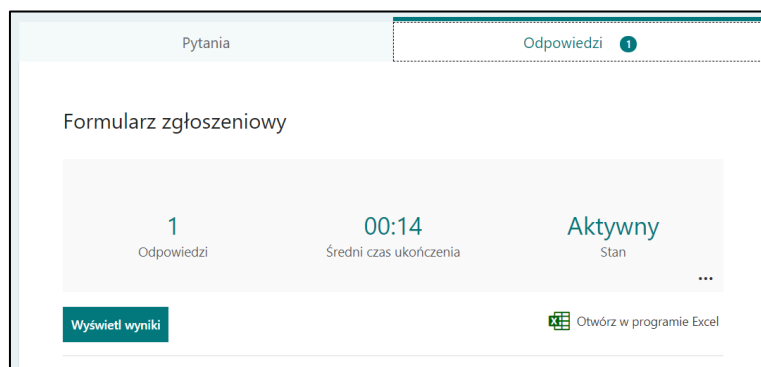 Pytania
Odpowiedzi 1
Formularz zgłoszeniowy
1
Odpowiedzi
00:14
Średni czas ukończenia
Aktywny
Stan
...
Wyświetl wyniki
Otwórz w programie Excel